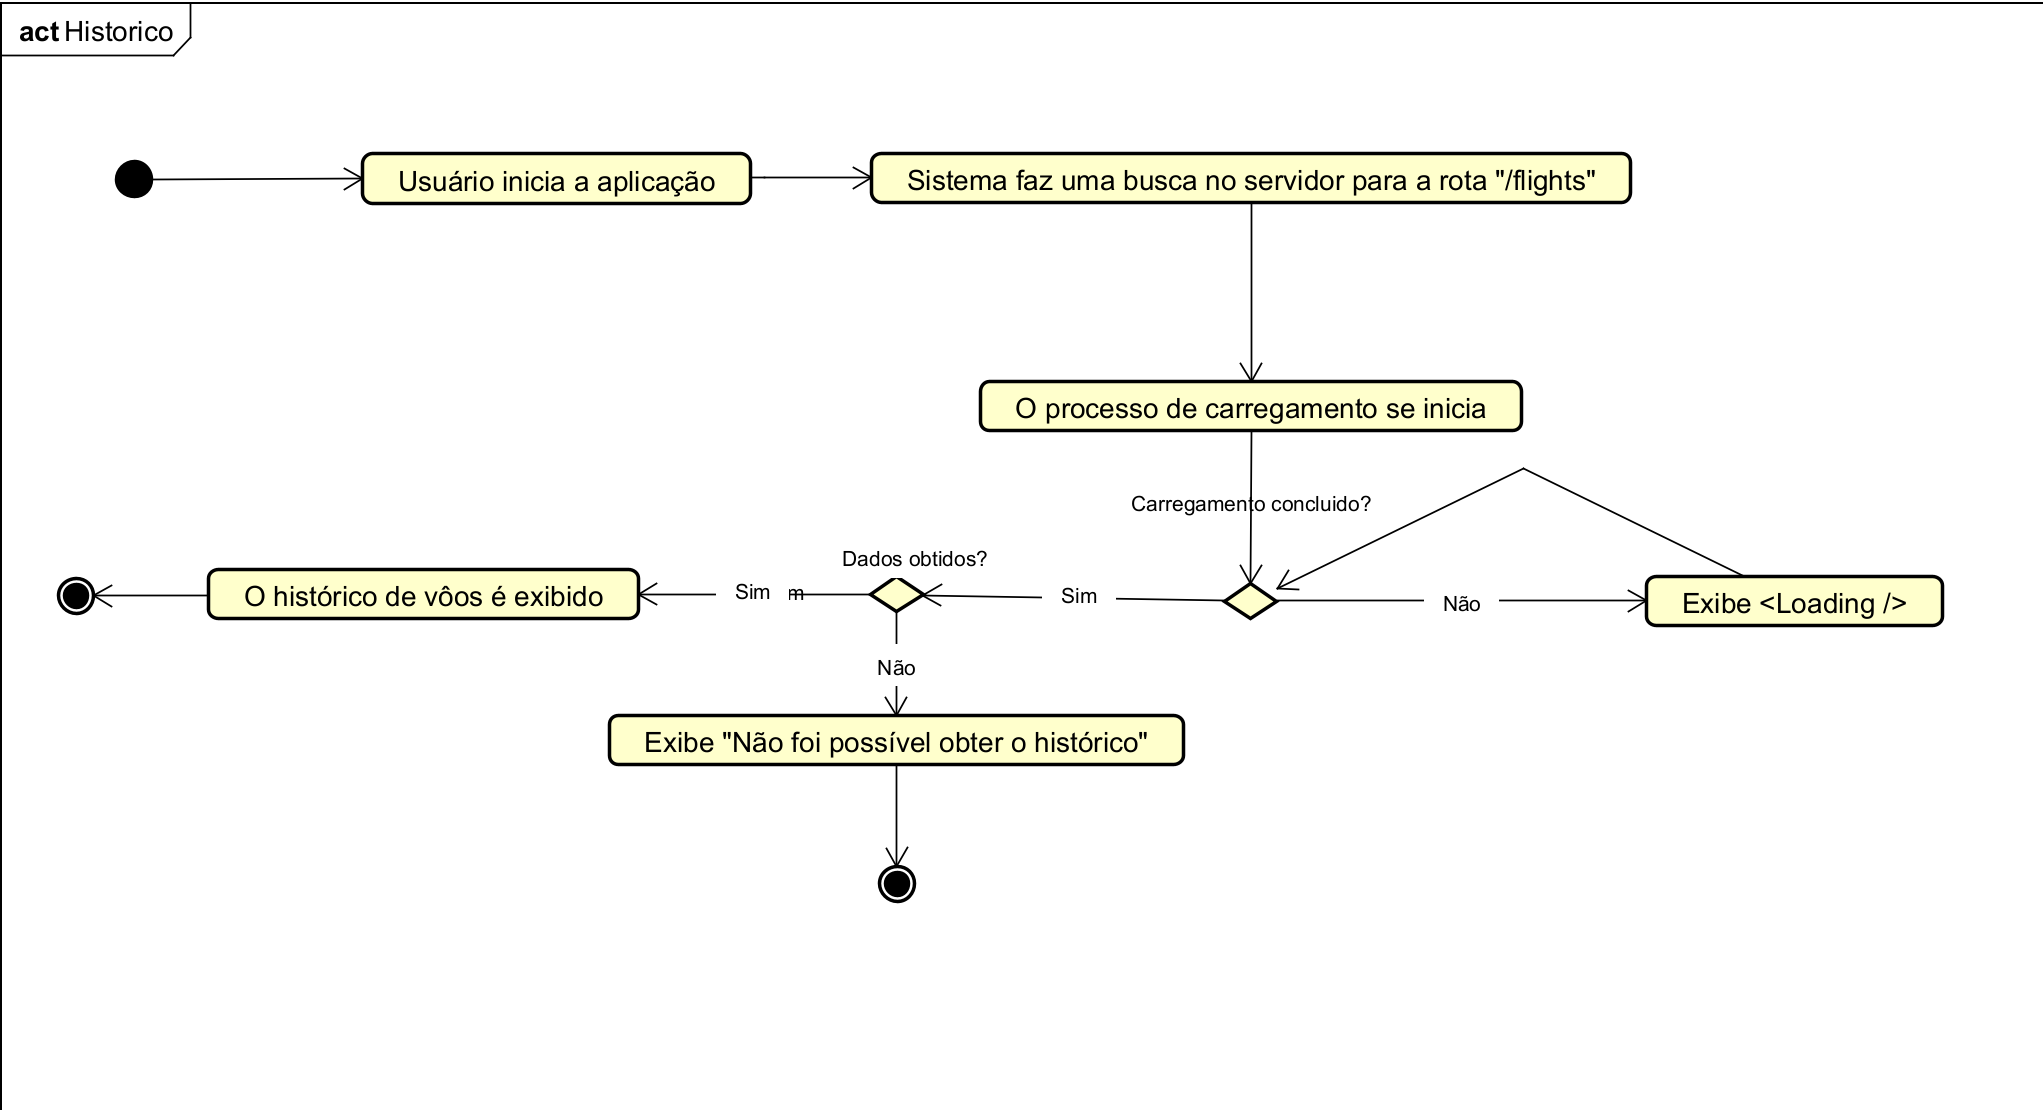 act Historico
Usuário inicia a aplicação
Sistema faz uma busca no servidor para a rota "/flights"
O processo de carregamento se inicia
Carregamento concluido?
Dados obtidos?
O histórico de vôos é exibido
Sim
m
Sim
Não
Exibe <Loading />
Não
Exibe "Não foi possível obter o histórico"